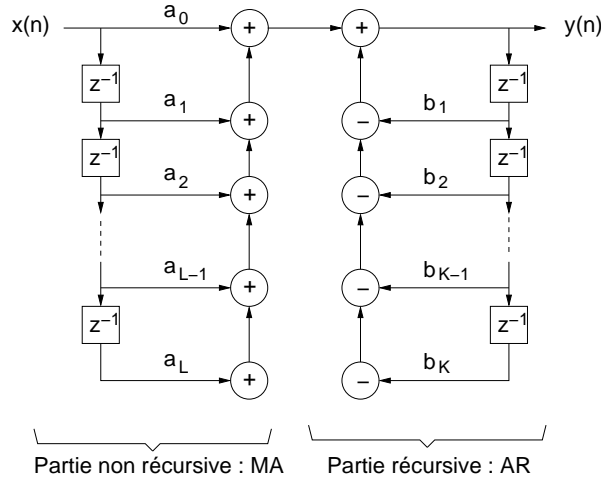 x(n) a0 + + y(n)
z−1 z−1
a1 + − b1
z−1 z−1
a2 + − b2
aL−1 + − bK−1
z−1 z−1
aL + − bK
Partie non récursive : MA Partie récursive : AR